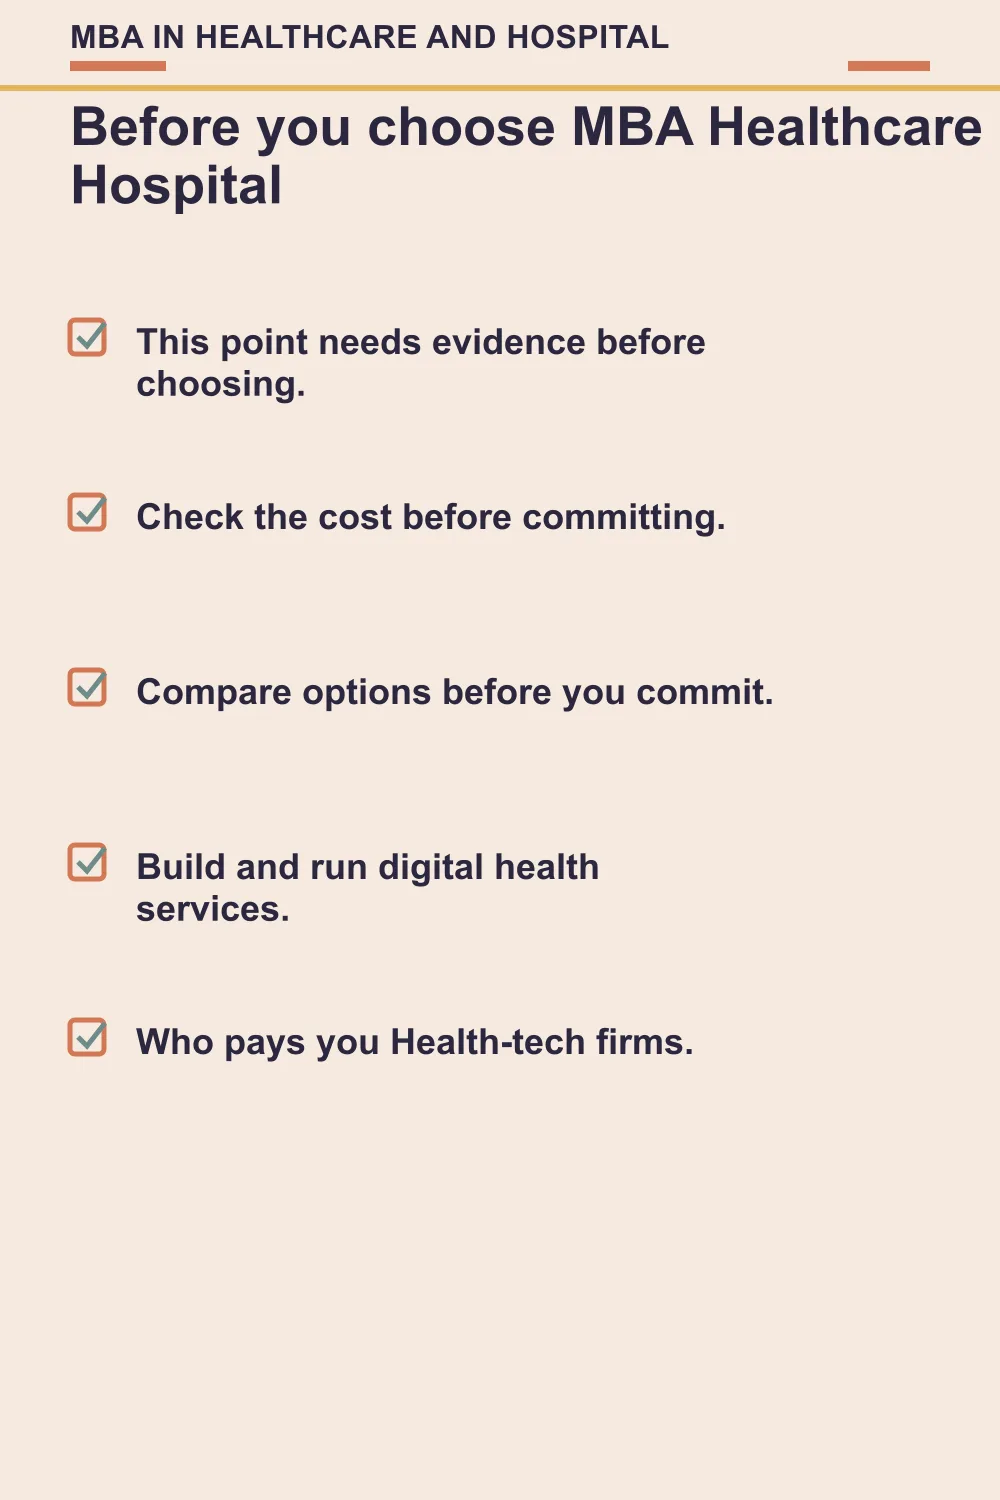 MBA IN HEALTHCARE AND HOSPITAL
Before you choose MBA Healthcare
Hospital
This point needs evidence before
choosing.
Check the cost before committing.
Compare options before you commit.
Build and run digital health
services.
Who pays you Health-tech firms.